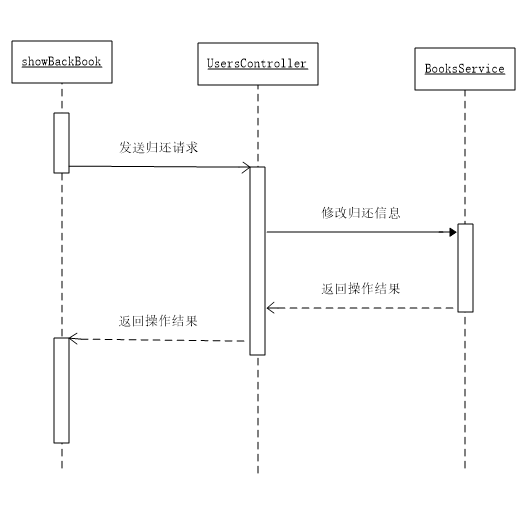 showBackBook
UsersController
BooksService
发送归还请求
修改归还信息
返回操作结果
返回操作结果